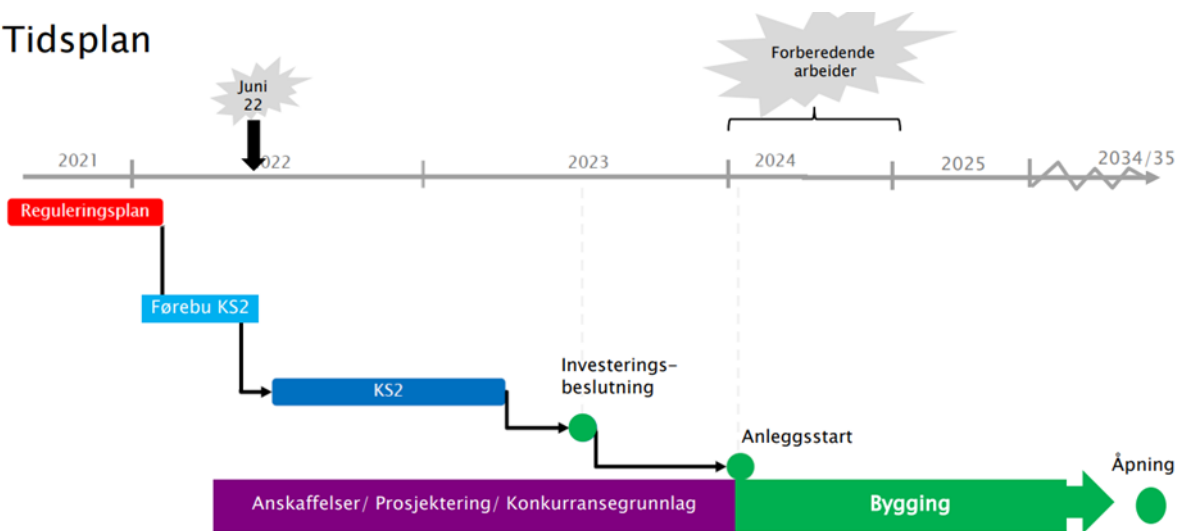 Tidsplan
Juni
22
Forberedende
arbeider
2021
2022
2023
2024
2025
2034/35
Reguleringsplan
Førebu KS2
KS2
Investerings-
beslutning
Anleggsstart
Åpning
Anskaffelser/ Prosjektering/ Konkurransegrunnlag
Bygging